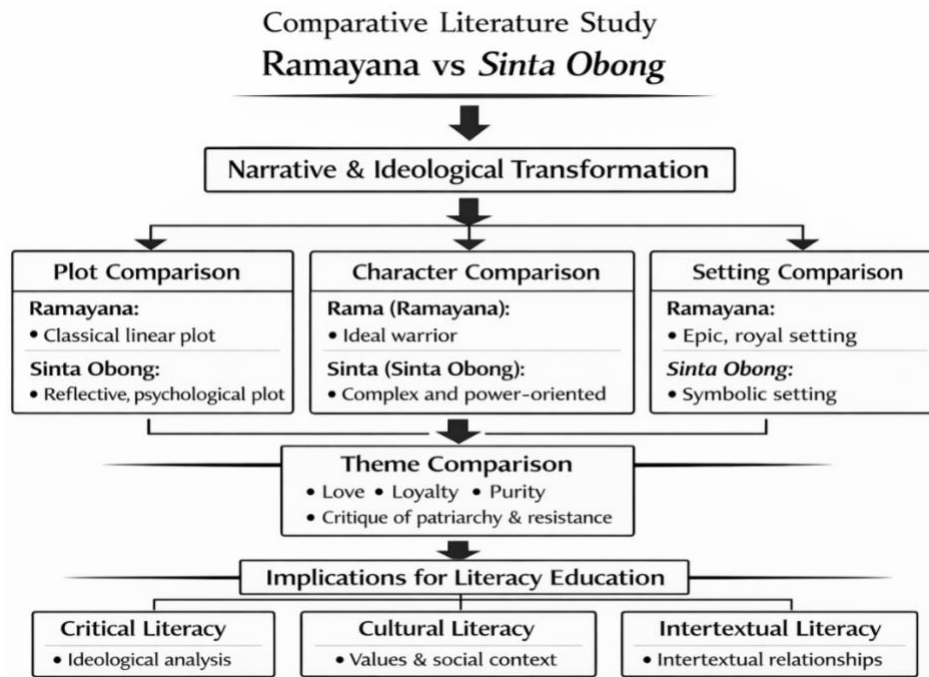 Comparative Literature Study
Ramayana vs Sinta Obong
Narrative & Ideological Transformation
Plot Comparison
Ramayana:
• Classical linear plot
Sinta Obong:
• Reflective, psychological plot
Character Comparison
Rama (Ramayana):
• Ideal warrior
Sinta (Sinta Obong):
• Complex and power-oriented
Setting Comparison
Ramayana:
• Epic, royal setting
Sinta Obong:
• Symbolic setting
Theme Comparison
• Love • Loyalty • Purity
• Critique of patriarchy & resistance
Implications for Literacy Education
Critical Literacy
• Ideological analysis
Cultural Literacy
• Values & social context
Intertextual Literacy
• Intertextual relationships